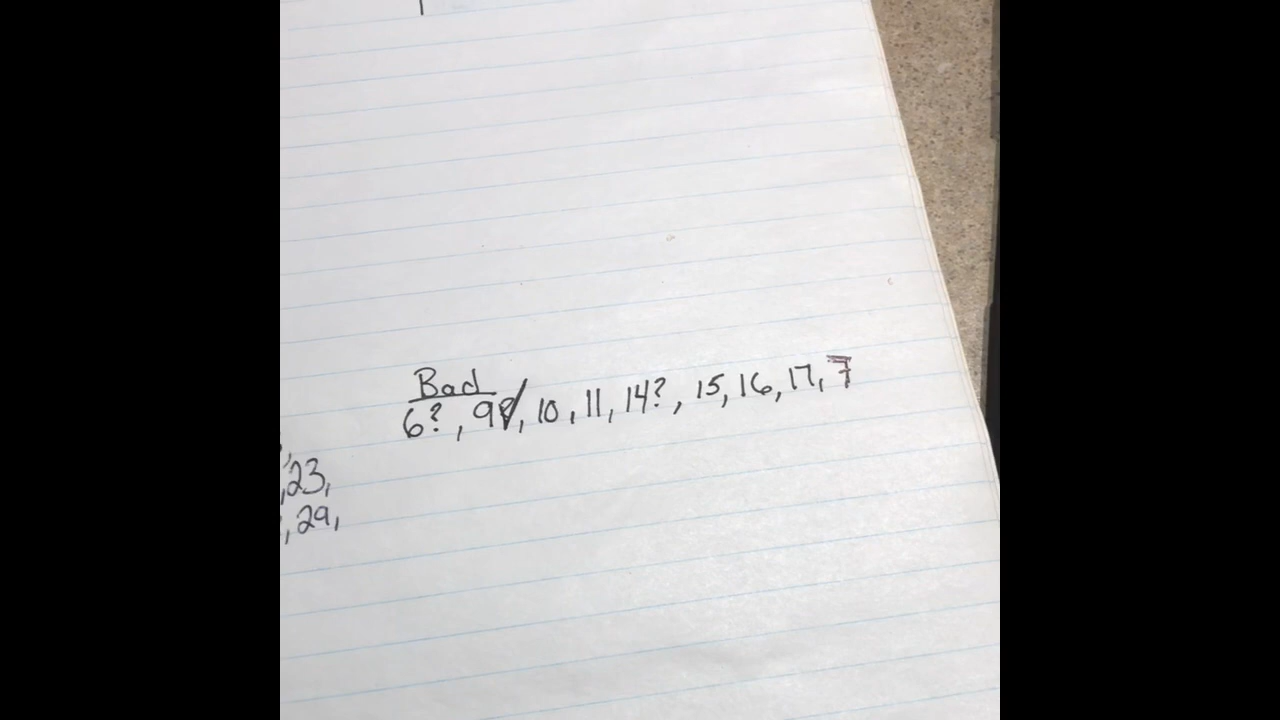 Bad
6?, 9?, 10, 11, 14?, 15, 16, 17, 7
,23,
, 29,